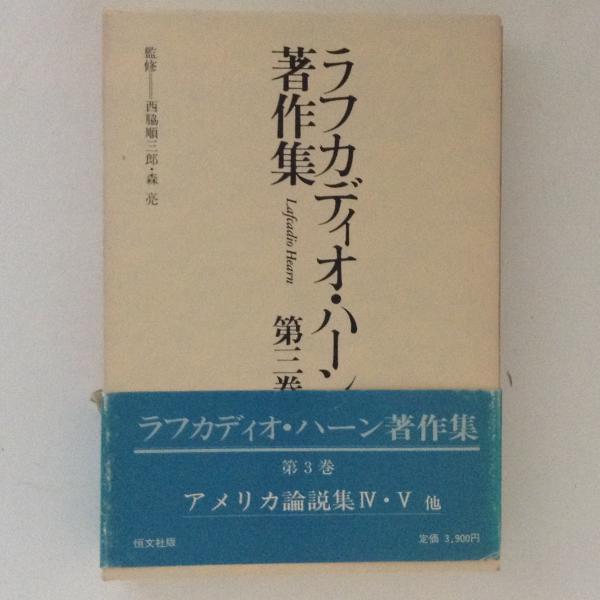 ラフカディオ・ハーン
著作集
Lafcadio Hearn
第三巻
監修──西脇順三郎・森 亮
ラフカディオ・ハーン著作集
第3巻
アメリカ論説集Ⅳ・Ⅴ 他
恒文社版
定価 3,900円